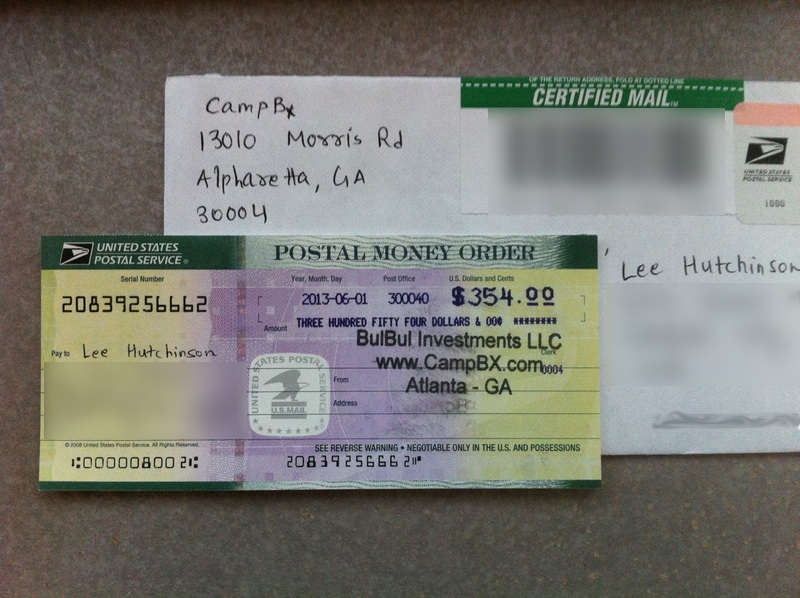 CampBx
13010 Morris Rd
Alpharetta, GA
30004
OF THE RETURN ADDRESS, FOLD AT DOTTED LINE
CERTIFIED MAIL™
UNITED STATES
POSTAL SERVICE
1000
Lee Hutchinson
UNITED STATES
POSTAL SERVICE®
POSTAL MONEY ORDER
Serial Number
20839256662
Year, Month, Day
Post Office
U.S. Dollars and Cents
2013-06-01
300040
$354.00
Amount
THREE HUNDRED FIFTY FOUR DOLLARS & 00¢ ********
Pay to Lee Hutchinson
BulBul Investments LLC
www.CampBX.com
Atlanta - GA
Clerk
0004
From
Address
UNITED STATES POSTAL SERVICE
U.S. MAIL
© 2008 United States Postal Service. All Rights Reserved.
SEE REVERSE WARNING • NEGOTIABLE ONLY IN THE U.S. AND POSSESSIONS
⑆000000800 2⑆
20839256662⑈